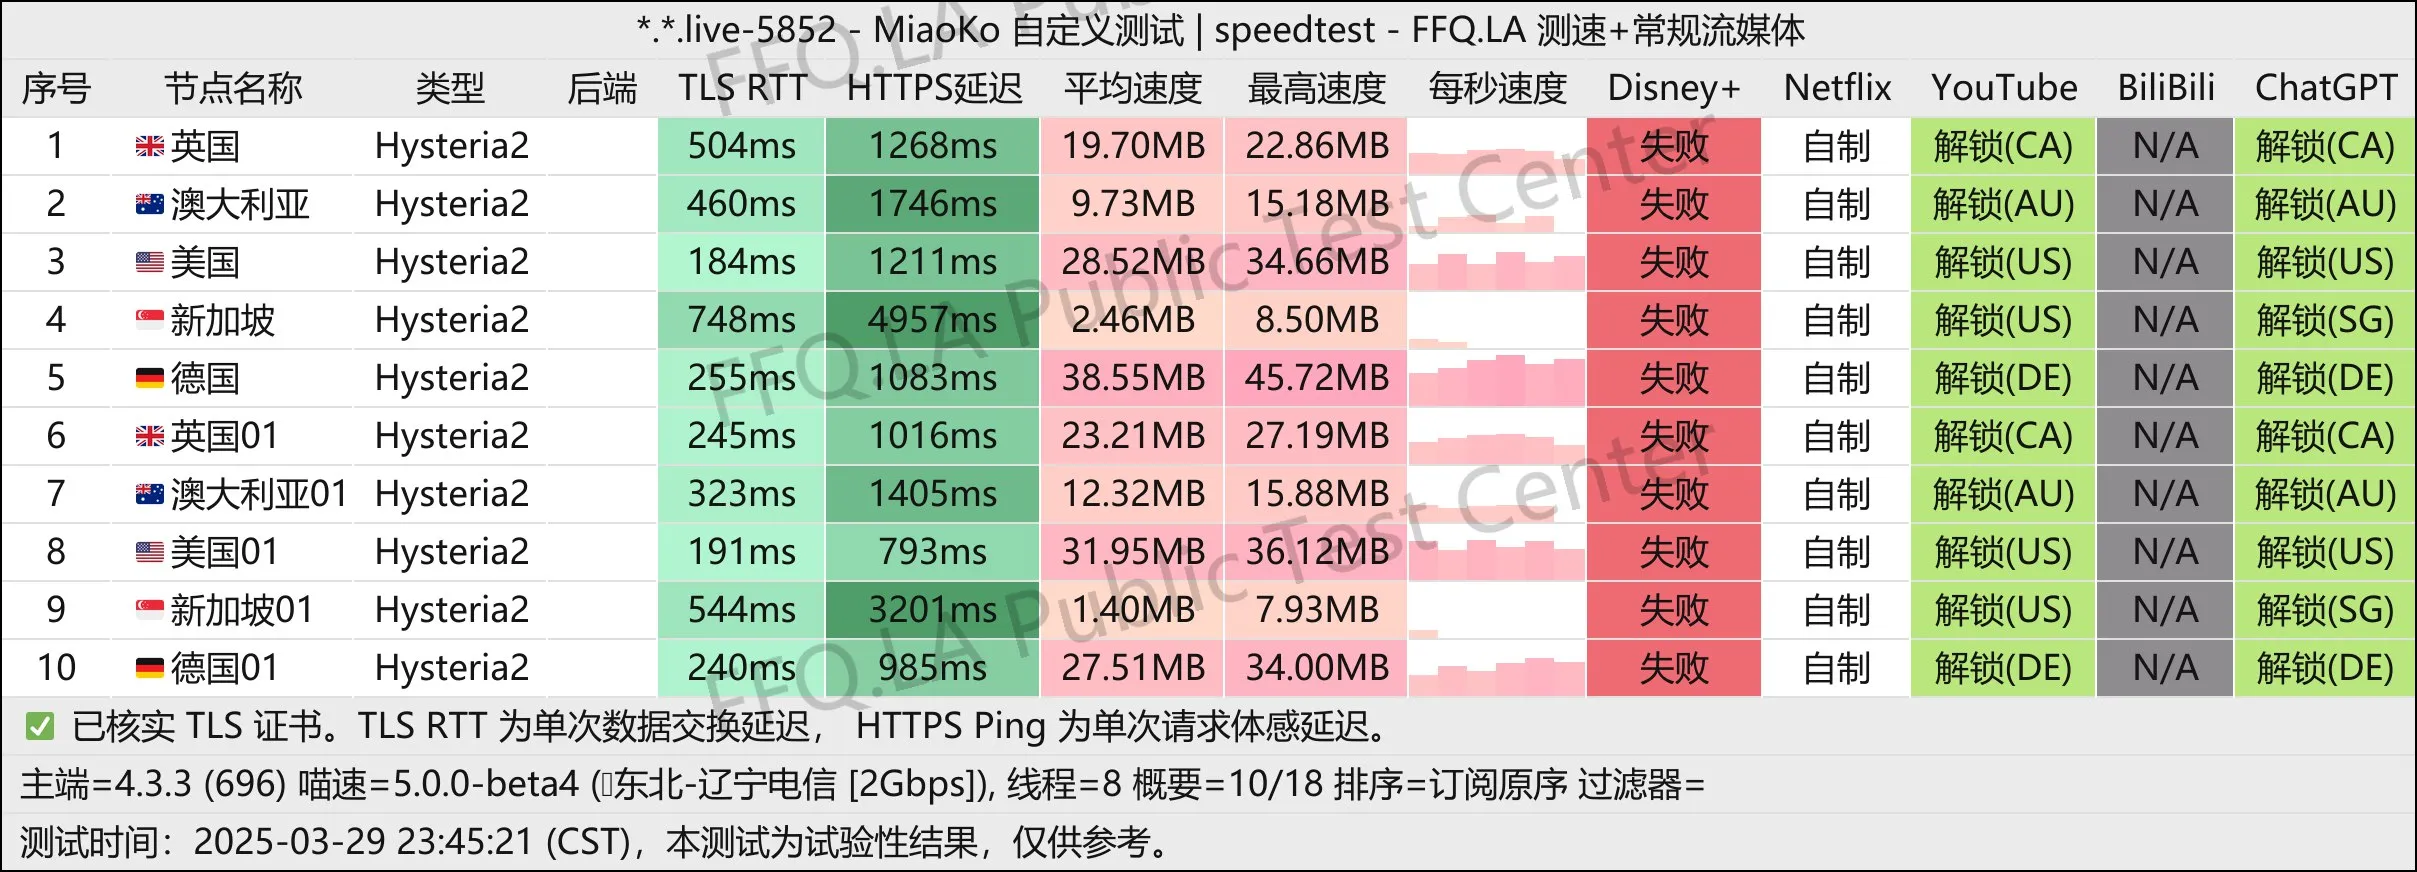 *.*.live-5852 - MiaoKo 自定义测试 | speedtest - FFQ.LA 测速+常规流媒体
序号 节点名称 类型 后端 TLS RTT HTTPS延迟 平均速度 最高速度 每秒速度 Disney+ Netflix YouTube BiliBili ChatGPT
1 英国 Hysteria2 504ms 1268ms 19.70MB 22.86MB 失败 自制 解锁(CA) N/A 解锁(CA)
2 澳大利亚 Hysteria2 460ms 1746ms 9.73MB 15.18MB 失败 自制 解锁(AU) N/A 解锁(AU)
3 美国 Hysteria2 184ms 1211ms 28.52MB 34.66MB 失败 自制 解锁(US) N/A 解锁(US)
4 新加坡 Hysteria2 748ms 4957ms 2.46MB 8.50MB 失败 自制 解锁(US) N/A 解锁(SG)
5 德国 Hysteria2 255ms 1083ms 38.55MB 45.72MB 失败 自制 解锁(DE) N/A 解锁(DE)
6 英国01 Hysteria2 245ms 1016ms 23.21MB 27.19MB 失败 自制 解锁(CA) N/A 解锁(CA)
7 澳大利亚01 Hysteria2 323ms 1405ms 12.32MB 15.88MB 失败 自制 解锁(AU) N/A 解锁(AU)
8 美国01 Hysteria2 191ms 793ms 31.95MB 36.12MB 失败 自制 解锁(US) N/A 解锁(US)
9 新加坡01 Hysteria2 544ms 3201ms 1.40MB 7.93MB 失败 自制 解锁(US) N/A 解锁(SG)
10 德国01 Hysteria2 240ms 985ms 27.51MB 34.00MB 失败 自制 解锁(DE) N/A 解锁(DE)
✅ 已核实 TLS 证书。TLS RTT 为单次数据交换延迟， HTTPS Ping 为单次请求体感延迟。
主端=4.3.3 (696) 喵速=5.0.0-beta4 (东北-辽宁电信 [2Gbps]), 线程=8 概要=10/18 排序=订阅原序 过滤器=
测试时间：2025-03-29 23:45:21 (CST)，本测试为试验性结果，仅供参考。
FFQ.LA Public Test Center
FFQ.LA Public Test Center
FFQ.LA Public Test Center